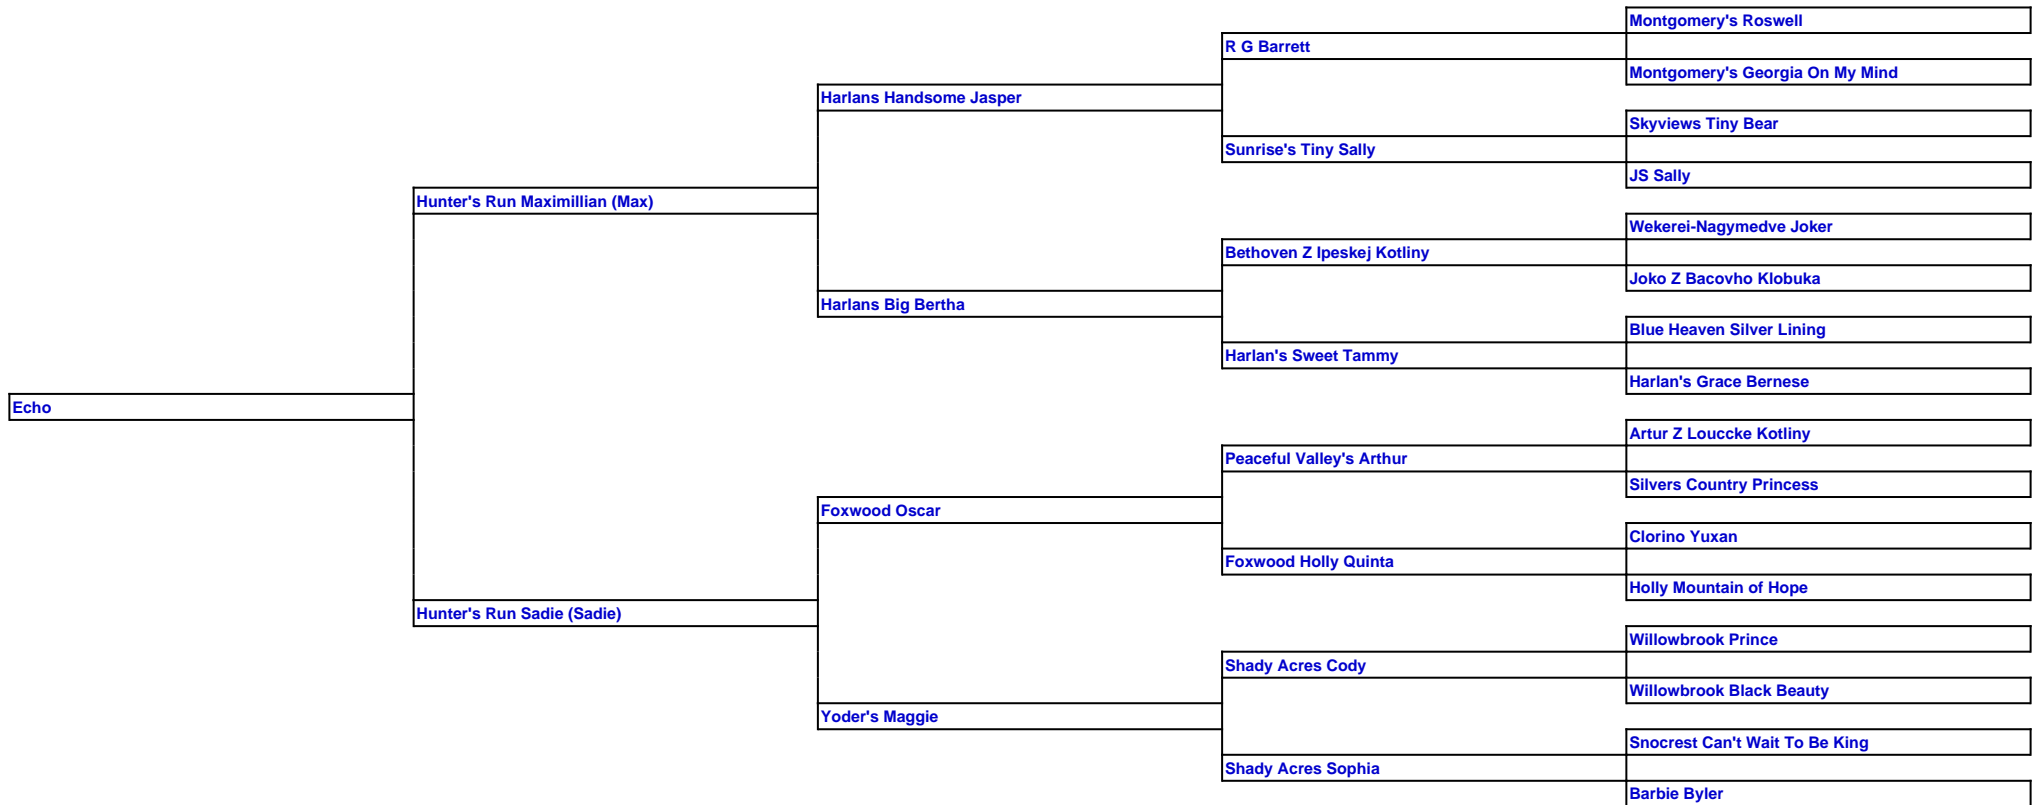 Montgomery's Roswell
R G Barrett
Montgomery's Georgia On My Mind
Harlans Handsome Jasper
Skyviews Tiny Bear
Sunrise's Tiny Sally
JS Sally
Hunter's Run Maximillian (Max)
Wekerei-Nagymedve Joker
Bethoven Z Ipeskej Kotliny
Joko Z Bacovho Klobuka
Harlans Big Bertha
Blue Heaven Silver Lining
Harlan's Sweet Tammy
Harlan's Grace Bernese
Echo
Artur Z Louccke Kotliny
Peaceful Valley's Arthur
Silvers Country Princess
Foxwood Oscar
Clorino Yuxan
Foxwood Holly Quinta
Holly Mountain of Hope
Hunter's Run Sadie (Sadie)
Willowbrook Prince
Shady Acres Cody
Willowbrook Black Beauty
Yoder's Maggie
Snocrest Can't Wait To Be King
Shady Acres Sophia
Barbie Byler